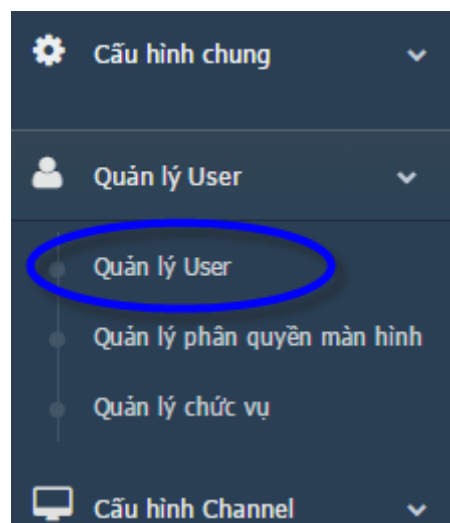 Cấu hình chung
Quản lý User
Quản lý User
Quản lý phân quyền màn hình
Quản lý chức vụ
Cấu hình Channel